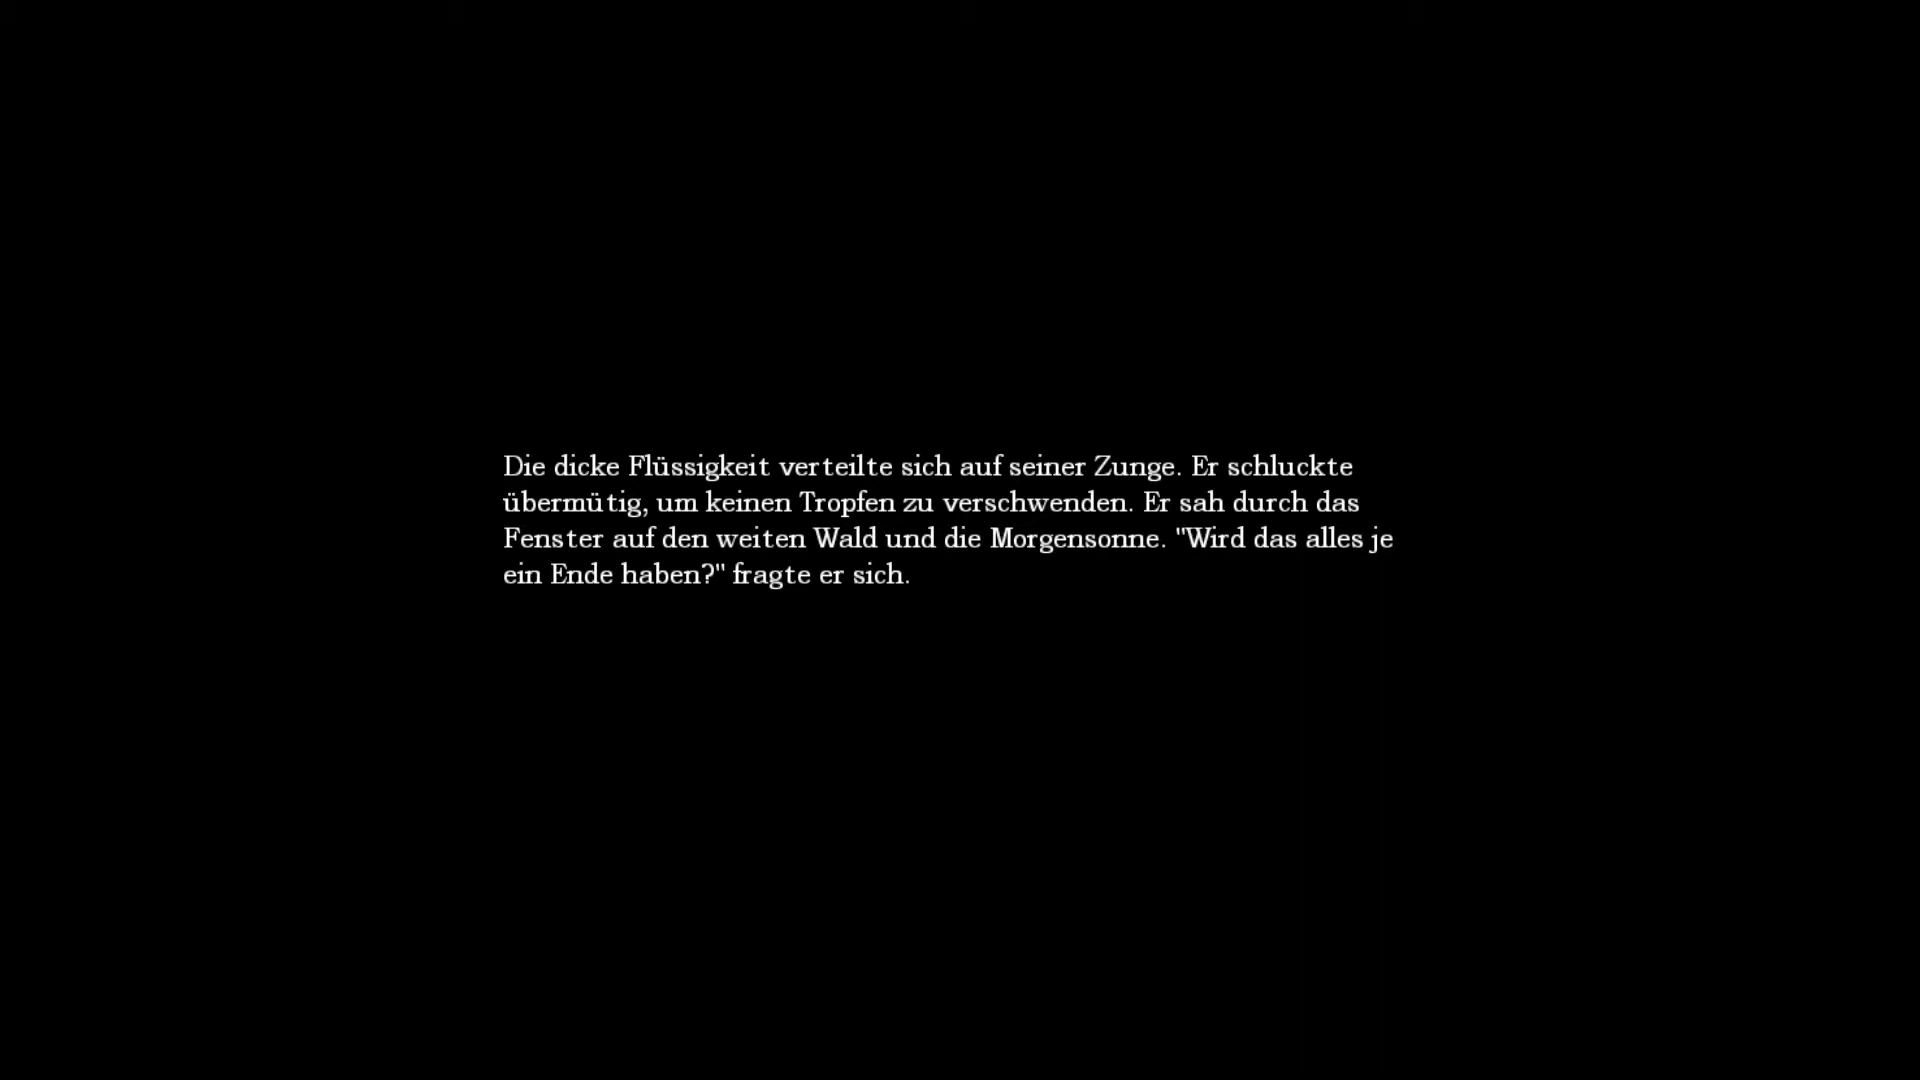 Die dicke Flüssigkeit verteilte sich auf seiner Zunge. Er schluckte
übermütig, um keinen Tropfen zu verschwenden. Er sah durch das
Fenster auf den weiten Wald und die Morgensonne. "Wird das alles je
ein Ende haben?" fragte er sich.